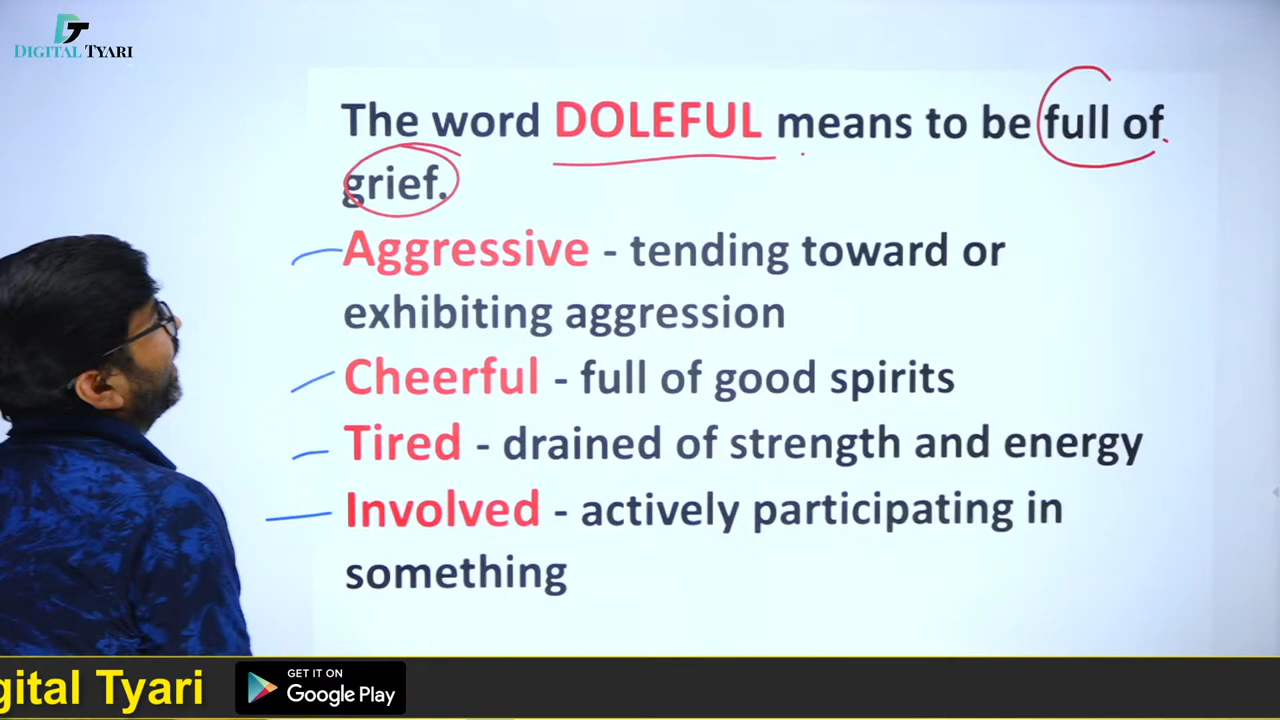 DT
DIGITAL TYARI
The word DOLEFUL means to be full of
grief.
Aggressive - tending toward or
exhibiting aggression
Cheerful - full of good spirits
Tired - drained of strength and energy
Involved - actively participating in
something
gital Tyari
GET IT ON
Google Play